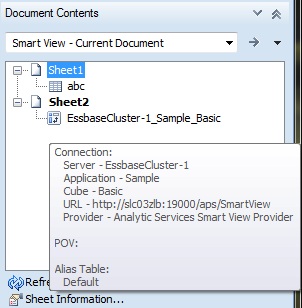 Document Contents
Smart View - Current Document
Sheet1
abc
Sheet2
EssbaseCluster-1_Sample_Basic
Connection:
Server - EssbaseCluster-1
Application - Sample
Cube - Basic
URL - http://slc03zlb:19000/aps/SmartView
Provider - Analytic Services Smart View Provider
POV:
Alias Table:
Default
Refre
Sheet Information...